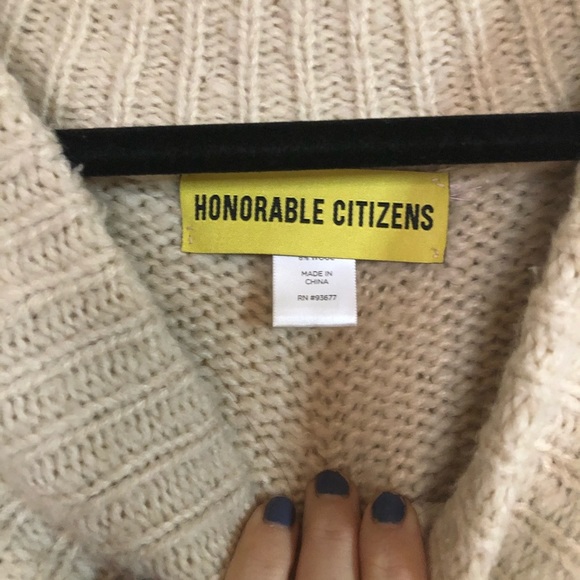 HONORABLE CITIZENS
MADE IN
CHINA
RN #93677